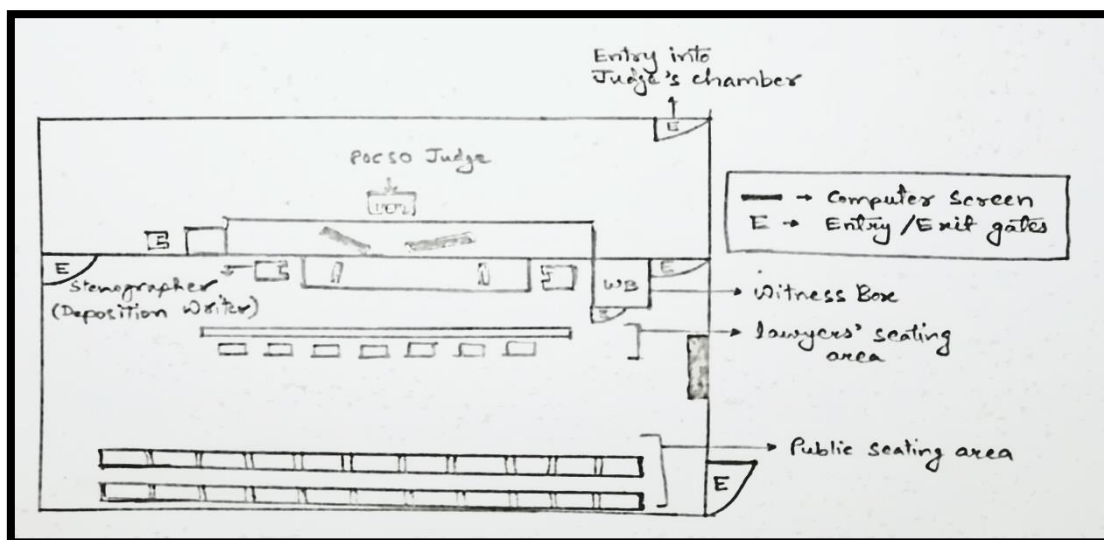 Entry into
Judge's chamber
E
POCSO Judge
→ Computer screen
E → Entry / Exit gates
E
E
Stenographer
(Deposition Writer)
WB
E
→ Witness Box
→ lawyers' seating
area
→ Public seating area
E